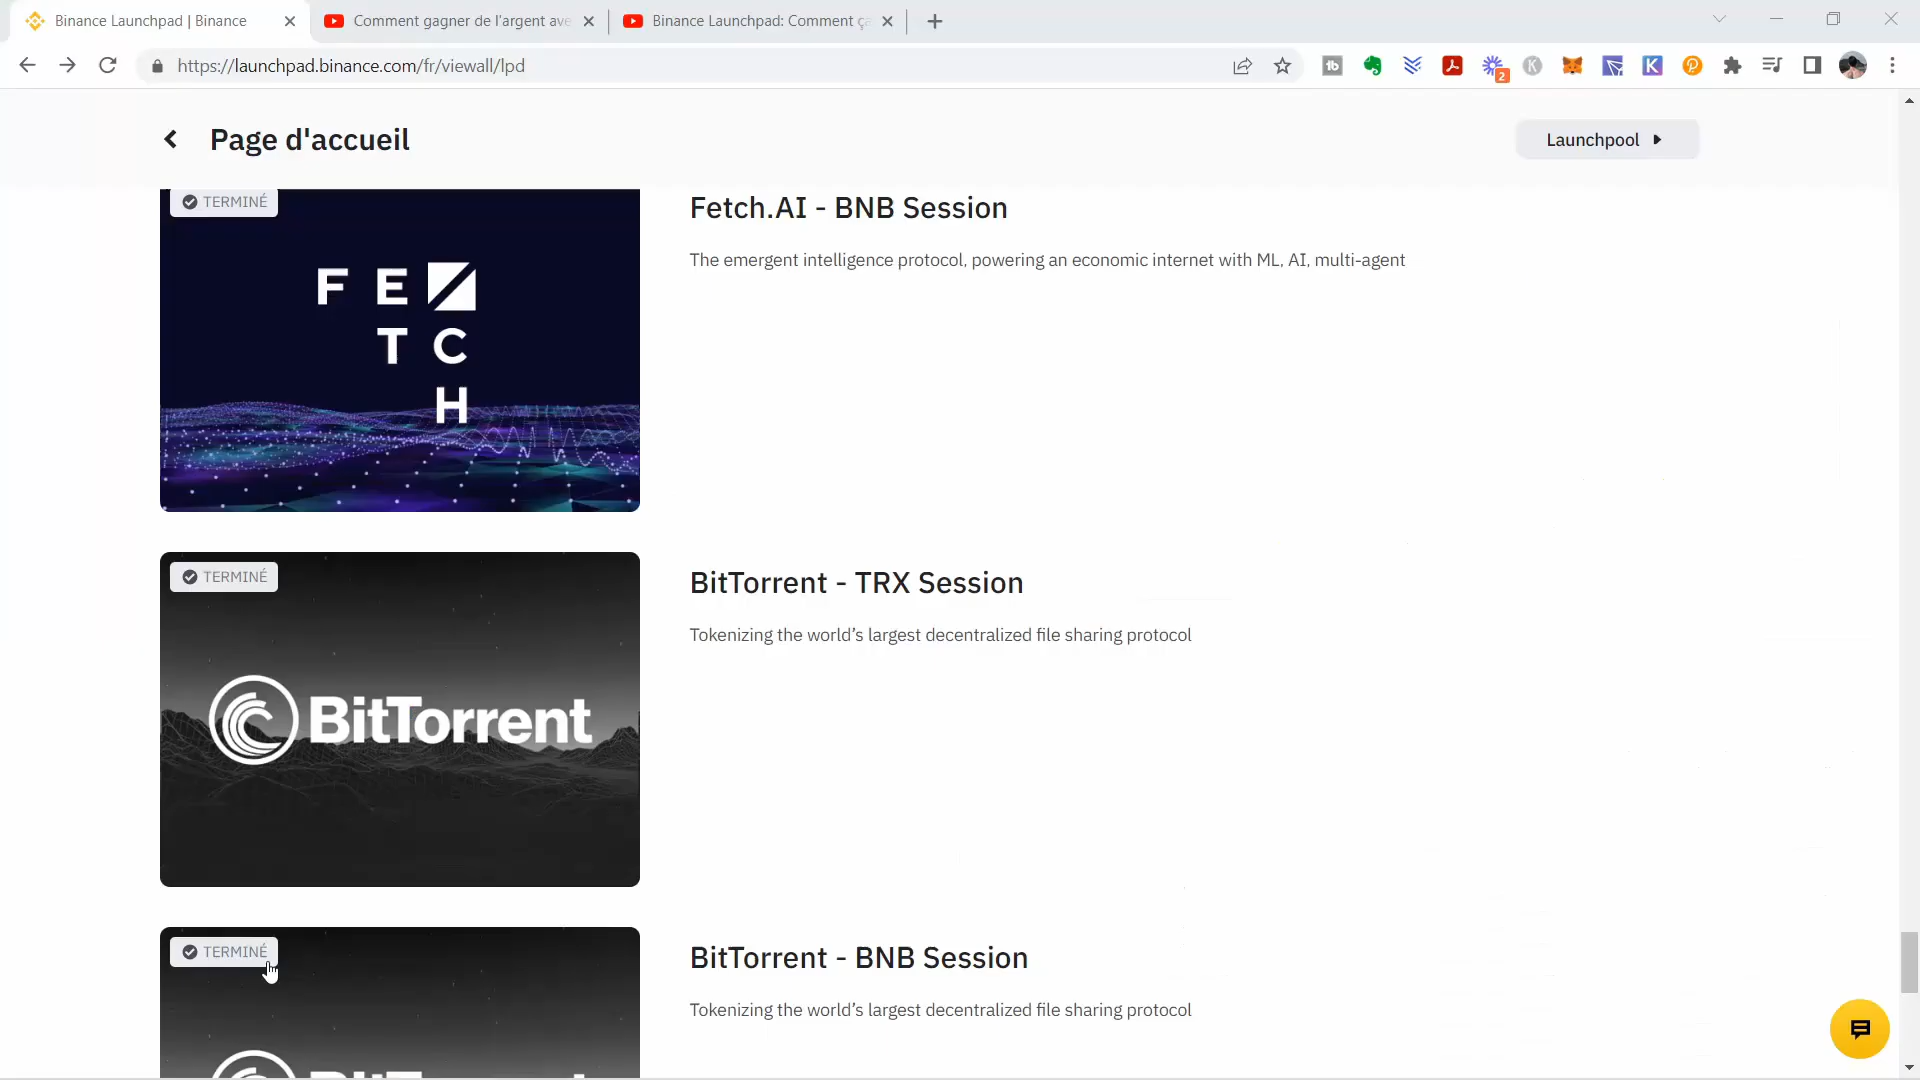 Binance Launchpad | Binance
Comment gagner de l'argent ave
Binance Launchpad: Comment ça
https://launchpad.binance.com/fr/viewall/lpd
2
Page d'accueil
Launchpool
TERMINÉ
Fetch.AI - BNB Session
The emergent intelligence protocol, powering an economic internet with ML, AI, multi-agent
F E
T C
H
TERMINÉ
BitTorrent - TRX Session
Tokenizing the world's largest decentralized file sharing protocol
BitTorrent
TERMINÉ
BitTorrent - BNB Session
Tokenizing the world's largest decentralized file sharing protocol